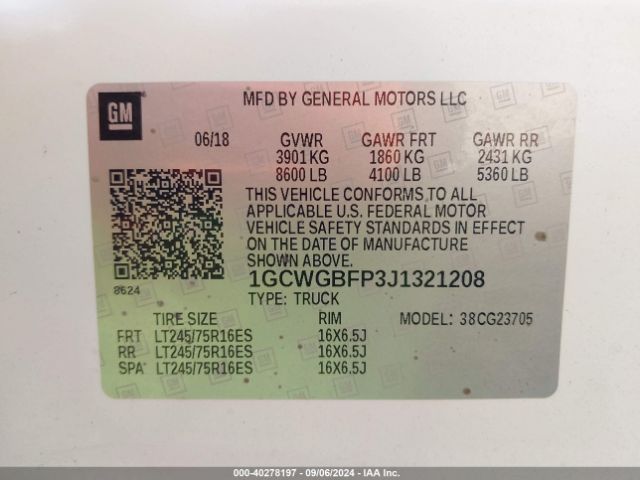 GM
MFD BY GENERAL MOTORS LLC
06/18 GVWR GAWR FRT GAWR RR
3901 KG 1860 KG 2431 KG
8600 LB 4100 LB 5360 LB
THIS VEHICLE CONFORMS TO ALL
APPLICABLE U.S. FEDERAL MOTOR
VEHICLE SAFETY STANDARDS IN EFFECT
ON THE DATE OF MANUFACTURE
SHOWN ABOVE.
8624
1GCWGBFP3J1321208
TYPE: TRUCK
TIRE SIZE RIM MODEL: 38CG23705
FRT LT245/75R16ES 16X6.5J
RR LT245/75R16ES 16X6.5J
SPA LT245/75R16ES 16X6.5J
000-40278197 - 09/06/2024 - IAA Inc.